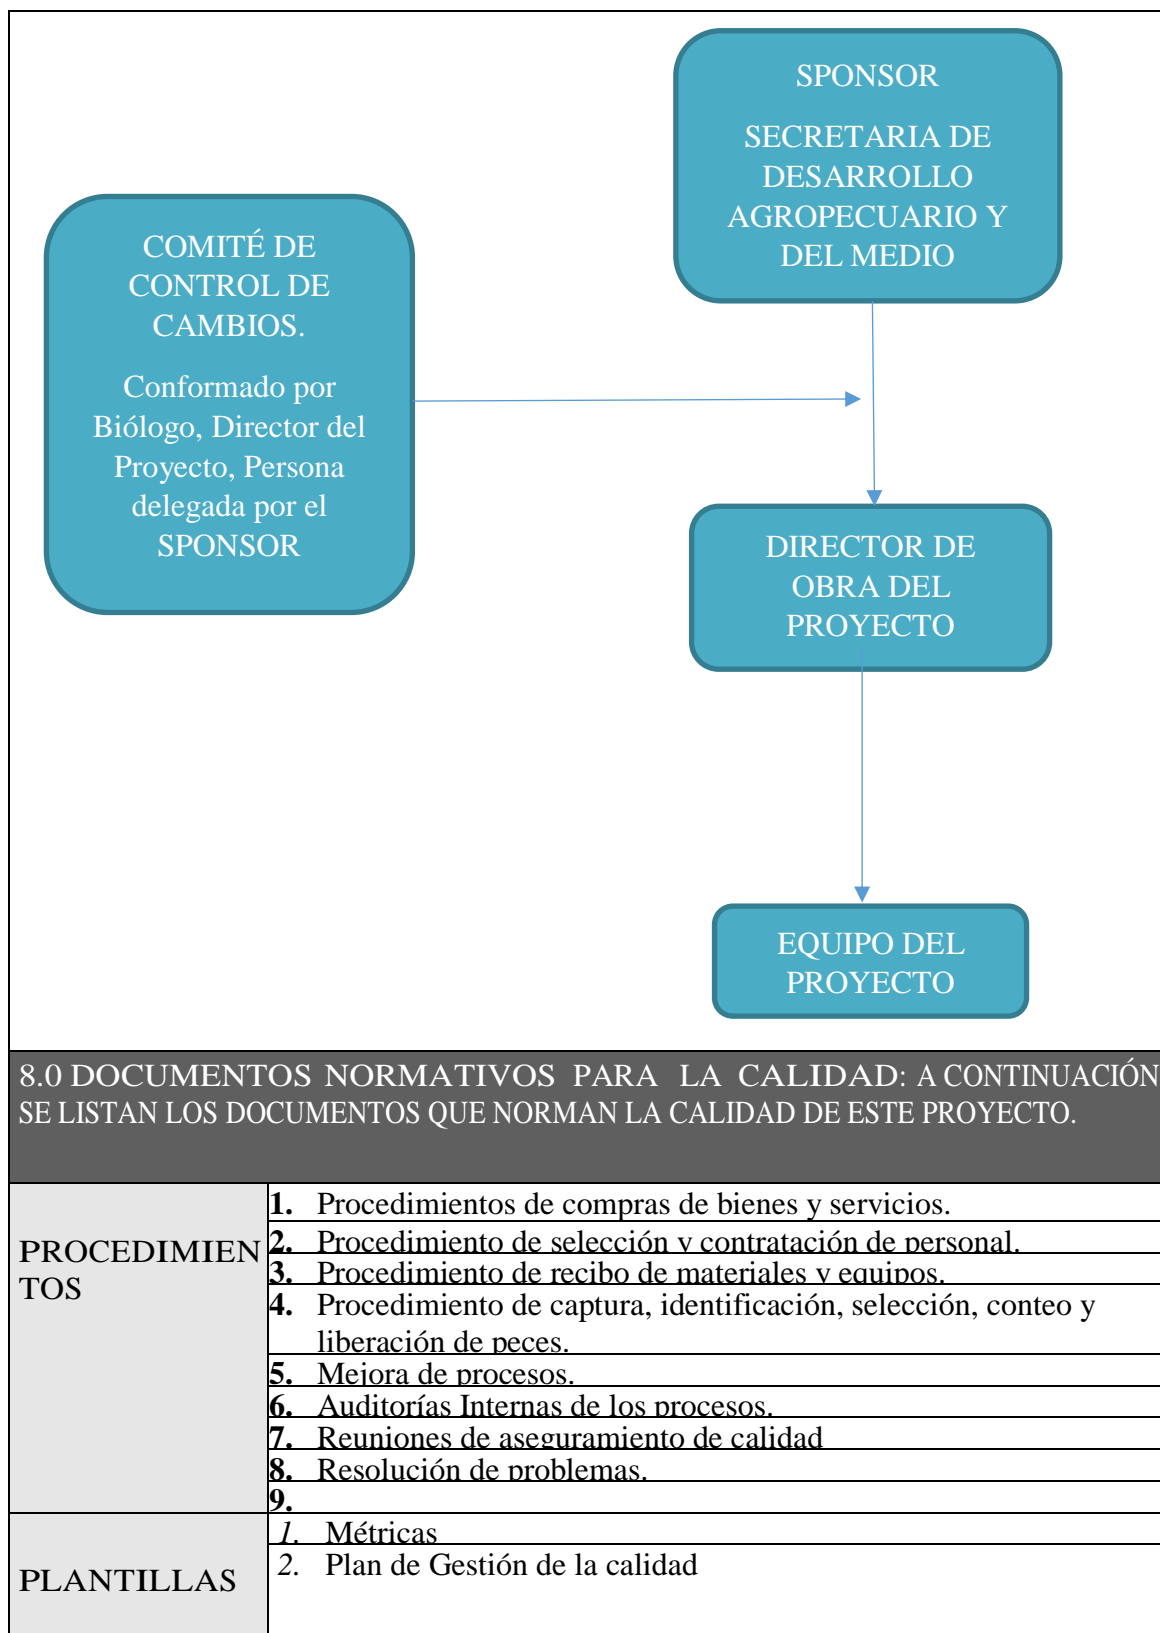 SPONSOR
SECRETARIA DE
DESARROLLO
AGROPECUARIO Y
DEL MEDIO
COMITÉ DE
CONTROL DE
CAMBIOS.
Conformado por
Biólogo, Director del
Proyecto, Persona
delegada por el
SPONSOR
DIRECTOR DE
OBRA DEL
PROYECTO
EQUIPO DEL
PROYECTO
8.0 DOCUMENTOS NORMATIVOS PARA LA CALIDAD: A CONTINUACIÓN
SE LISTAN LOS DOCUMENTOS QUE NORMAN LA CALIDAD DE ESTE PROYECTO.
PROCEDIMIEN
TOS
1. Procedimientos de compras de bienes y servicios.
2. Procedimiento de selección y contratación de personal.
3. Procedimiento de recibo de materiales y equipos.
4. Procedimiento de captura, identificación, selección, conteo y
liberación de peces.
5. Mejora de procesos.
6. Auditorías Internas de los procesos.
7. Reuniones de aseguramiento de calidad
8. Resolución de problemas.
9.
PLANTILLAS
1. Métricas
2. Plan de Gestión de la calidad